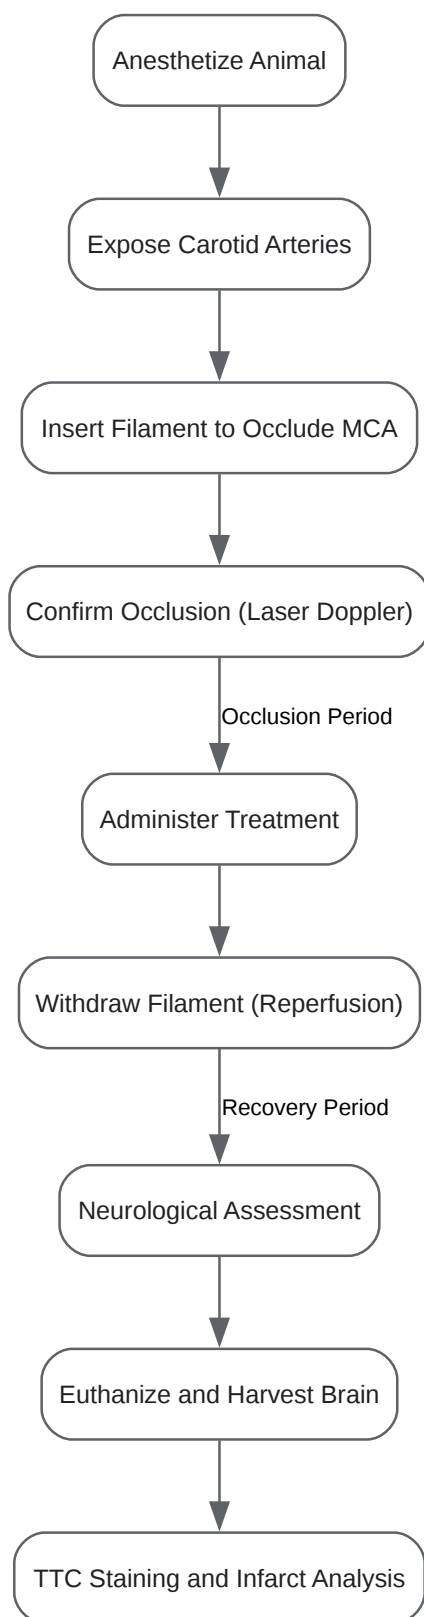 Anesthetize Animal
Expose Carotid Arteries
Insert Filament to Occlude MCA
Confirm Occlusion (Laser Doppler)
Occlusion Period
Administer Treatment
Withdraw Filament (Reperfusion)
Recovery Period
Neurological Assessment
Euthanize and Harvest Brain
TTC Staining and Infarct Analysis